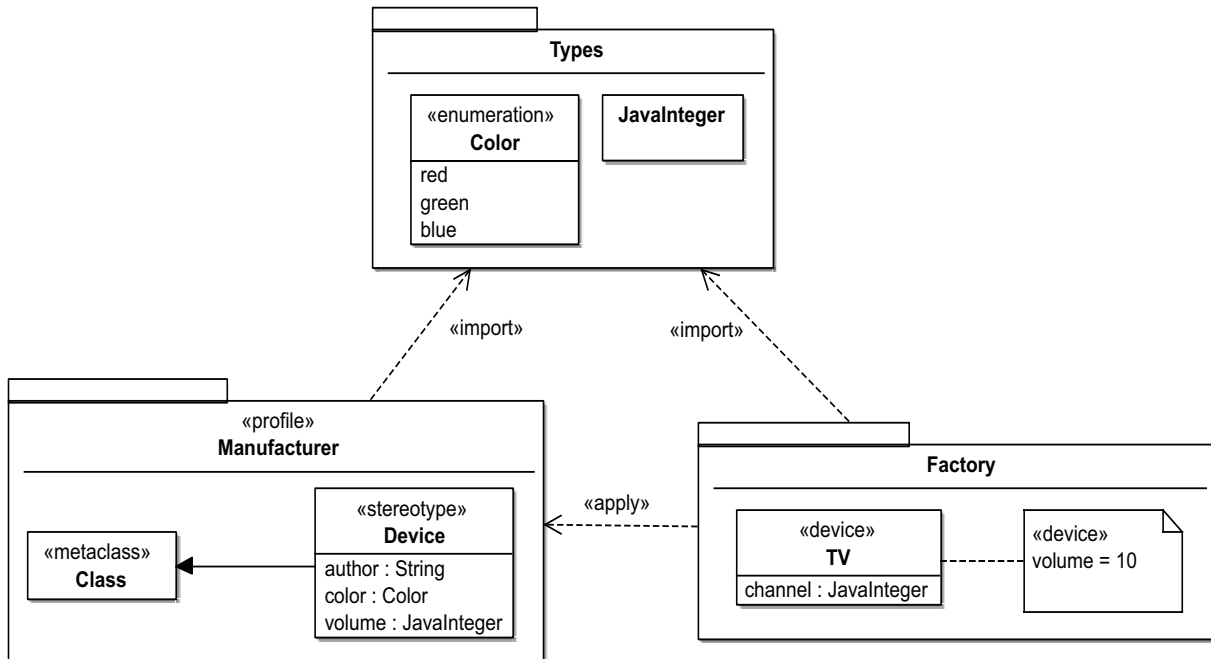 Types
«enumeration»
Color
red
green
blue
JavaInteger
«import»
«import»
«profile»
Manufacturer
«metaclass»
Class
«stereotype»
Device
author : String
color : Color
volume : JavaInteger
«apply»
Factory
«device»
TV
channel : JavaInteger
«device»
volume = 10